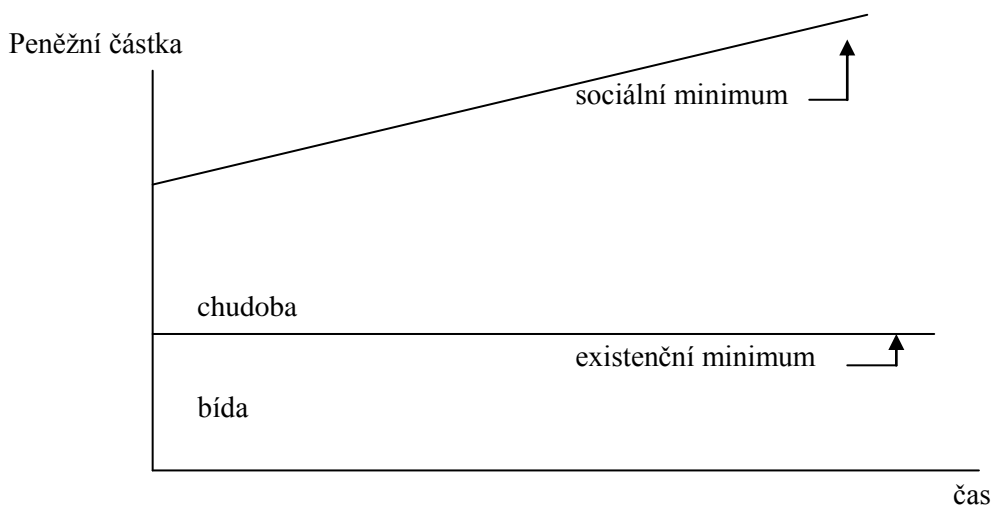 Peněžní částka
sociální minimum
chudoba
existenční minimum
bída
čas